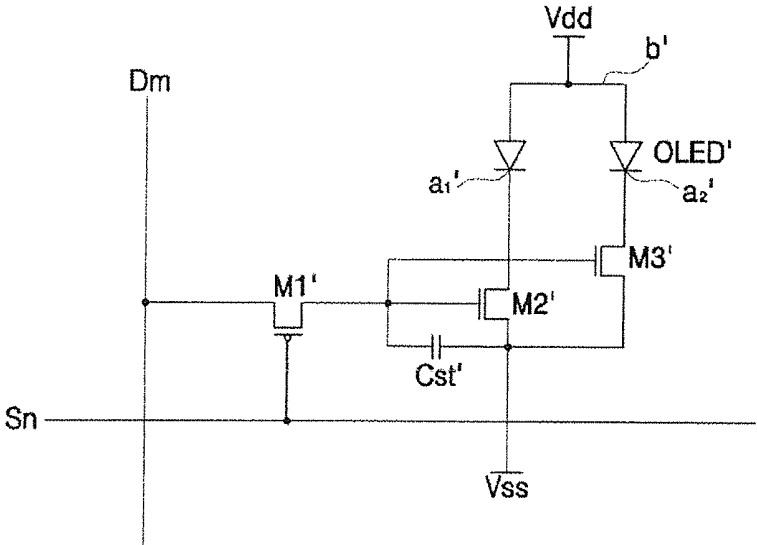 Vdd
b'
Dm
OLED'
a₁'
a₂'
M3'
M1'
M2'
Cst'
Sn
Vss